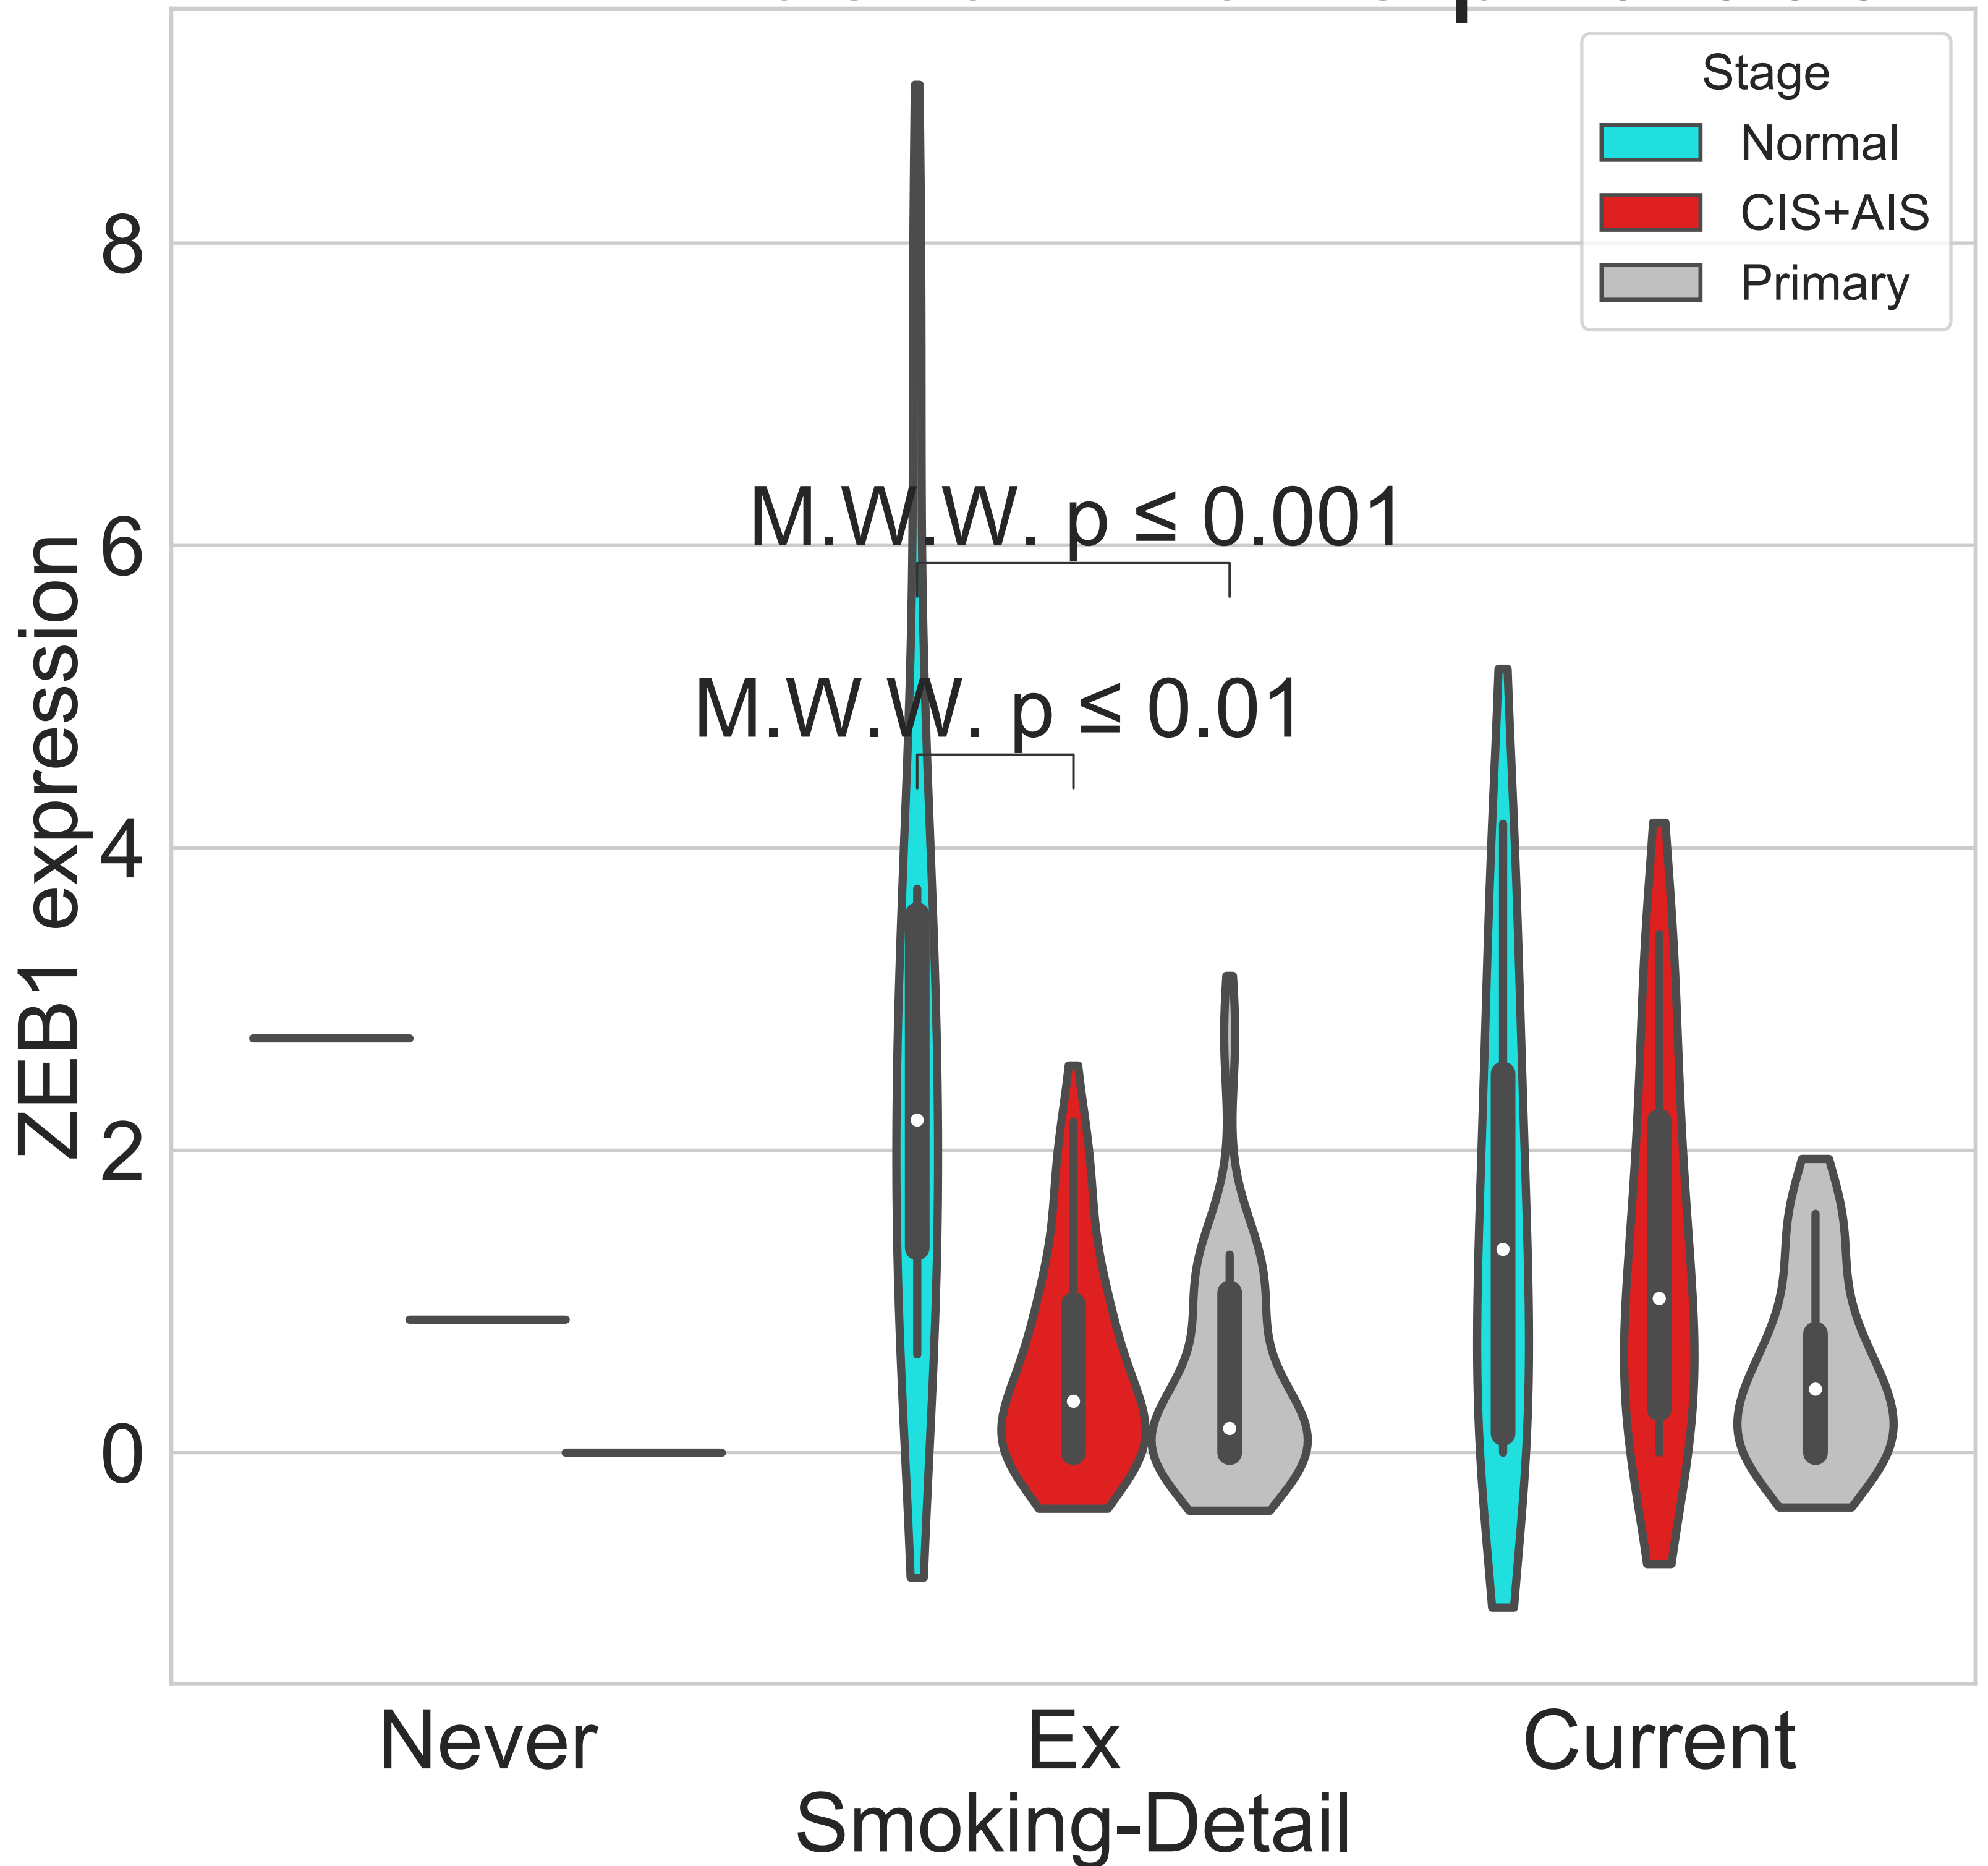 Stage
Normal
CIS+AIS
Primary
8
6
4
2
0
ZEB1 expression
M.W.W. p ≤ 0.001
M.W.W. p ≤ 0.01
Never
Ex
Current
Smoking-Detail